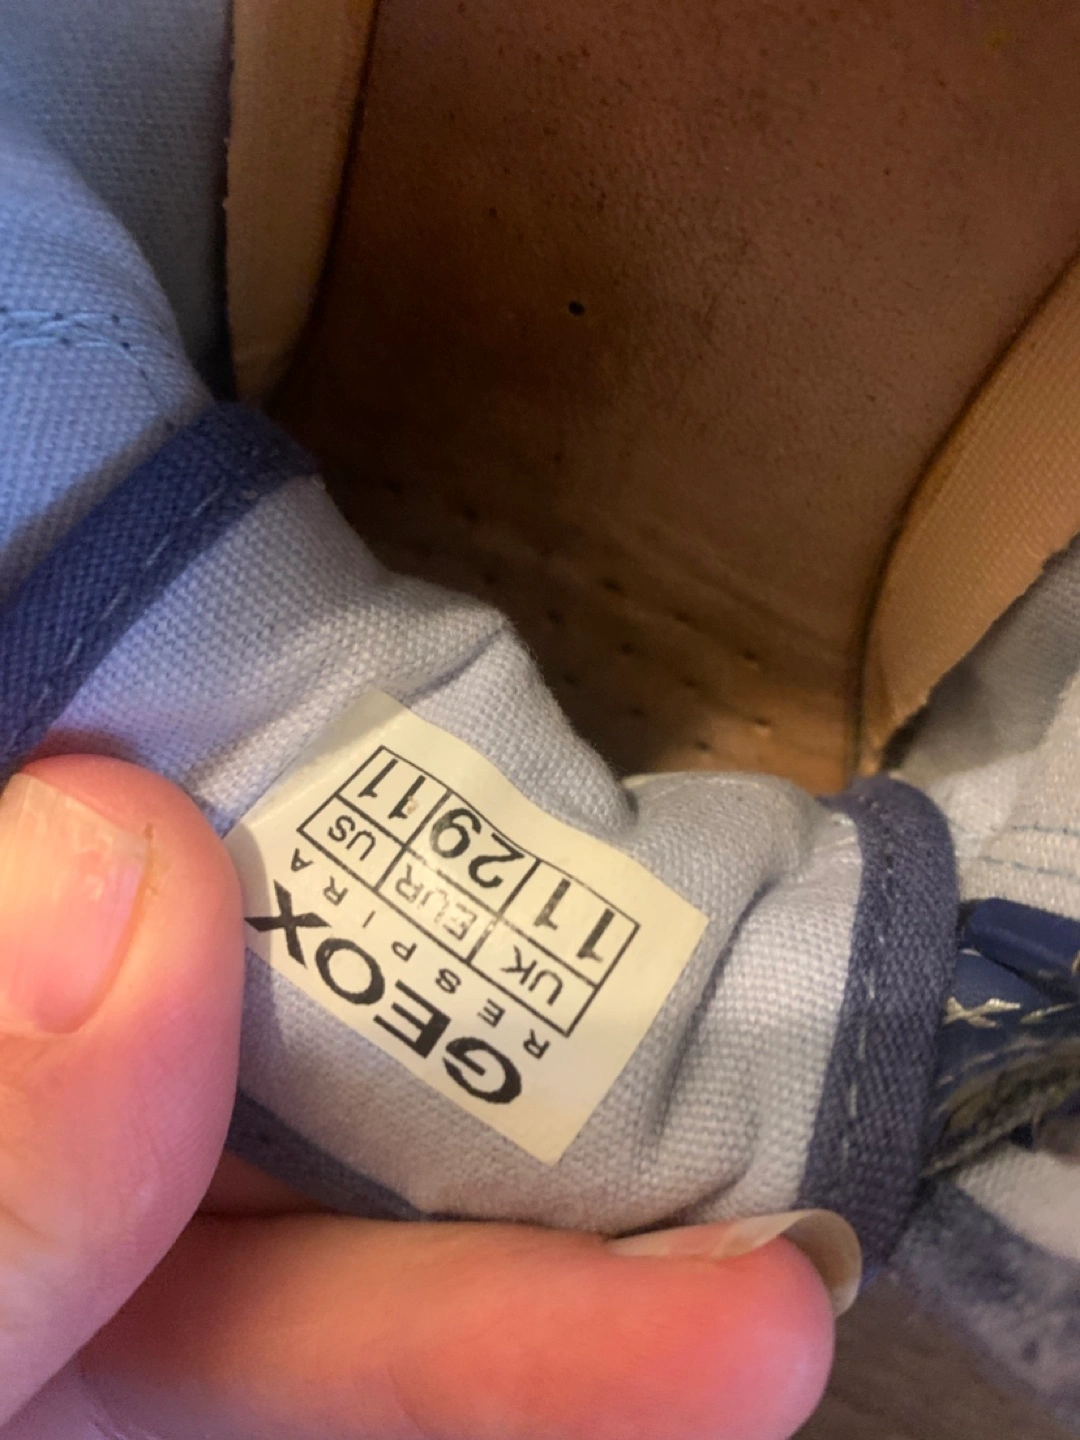 GEOX
RESPIRA
UK EUR US
11 29 11